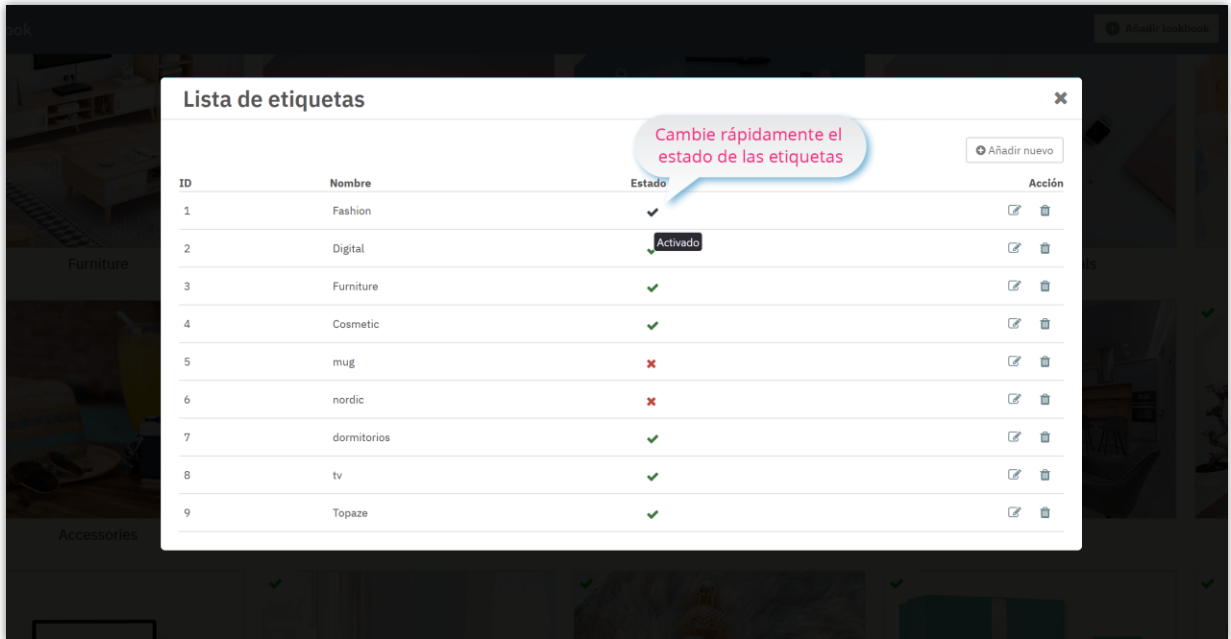 ook
Añadir lookbook
Lista de etiquetas
Cambie rápidamente el
estado de las etiquetas
Añadir nuevo
ID Nombre Estado Acción
1 Fashion
Activado
2 Digital
3 Furniture
4 Cosmetic
5 mug
6 nordic
7 dormitorios
8 tv
9 Topaze
Furniture
Accessories